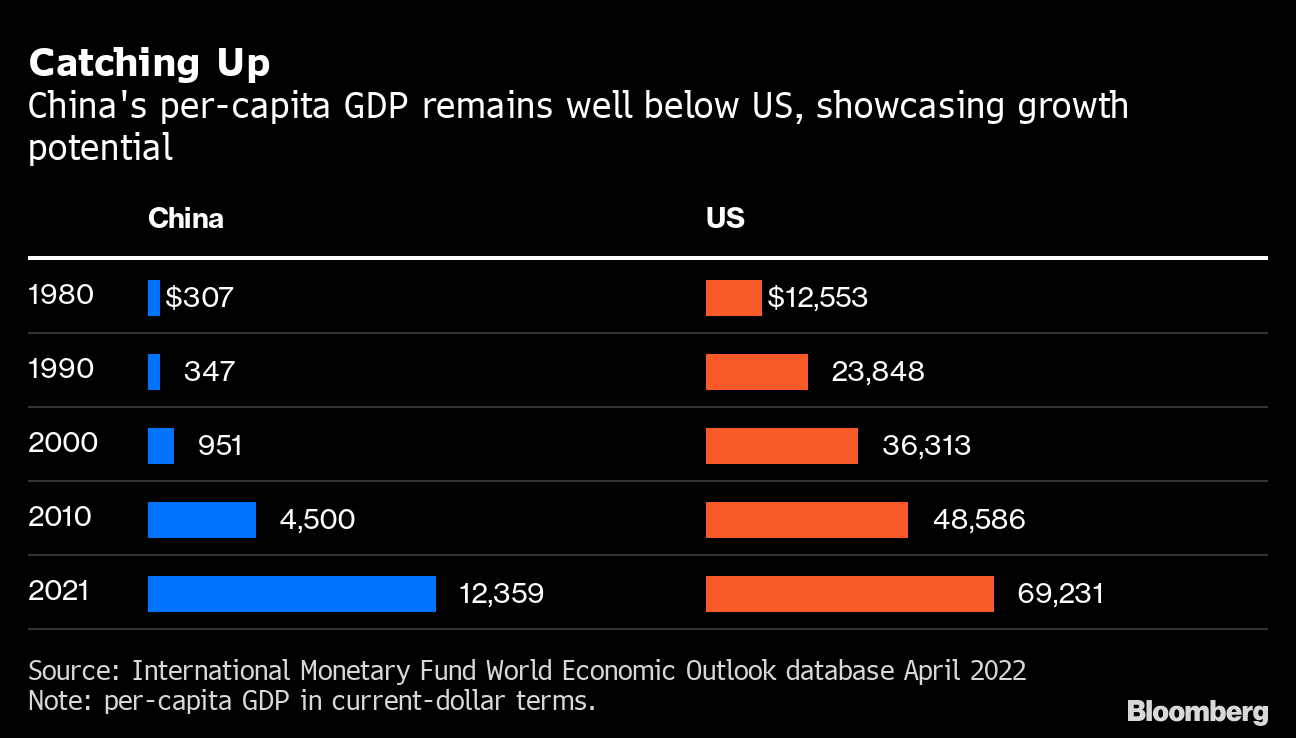 Catching Up
China's per-capita GDP remains well below US, showcasing growth
potential
China US
1980 $307 $12,553
1990 347 23,848
2000 951 36,313
2010 4,500 48,586
2021 12,359 69,231
Source: International Monetary Fund World Economic Outlook database April 2022
Note: per-capita GDP in current-dollar terms.
Bloomberg